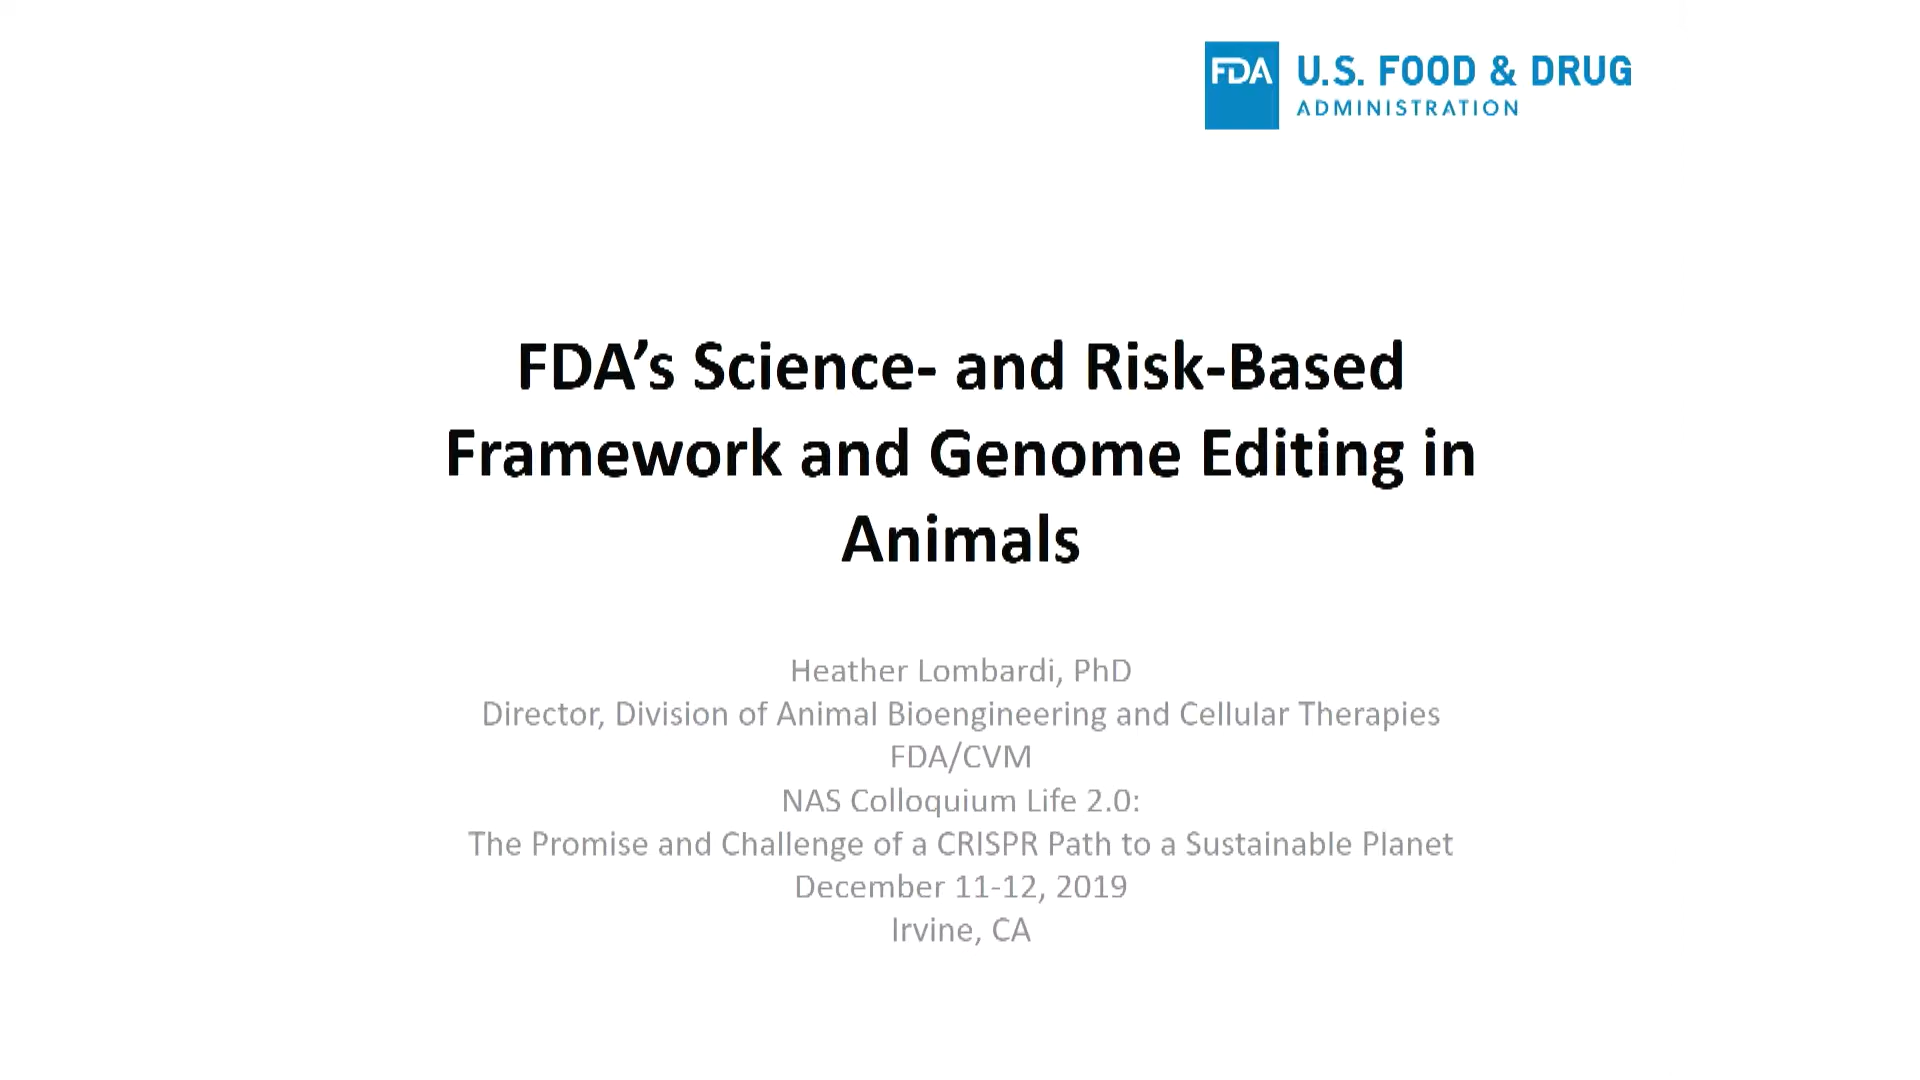 FDA U.S. FOOD & DRUG
ADMINISTRATION
FDA’s Science- and Risk-Based
Framework and Genome Editing in
Animals
Heather Lombardi, PhD
Director, Division of Animal Bioengineering and Cellular Therapies
FDA/CVM
NAS Colloquium Life 2.0:
The Promise and Challenge of a CRISPR Path to a Sustainable Planet
December 11-12, 2019
Irvine, CA